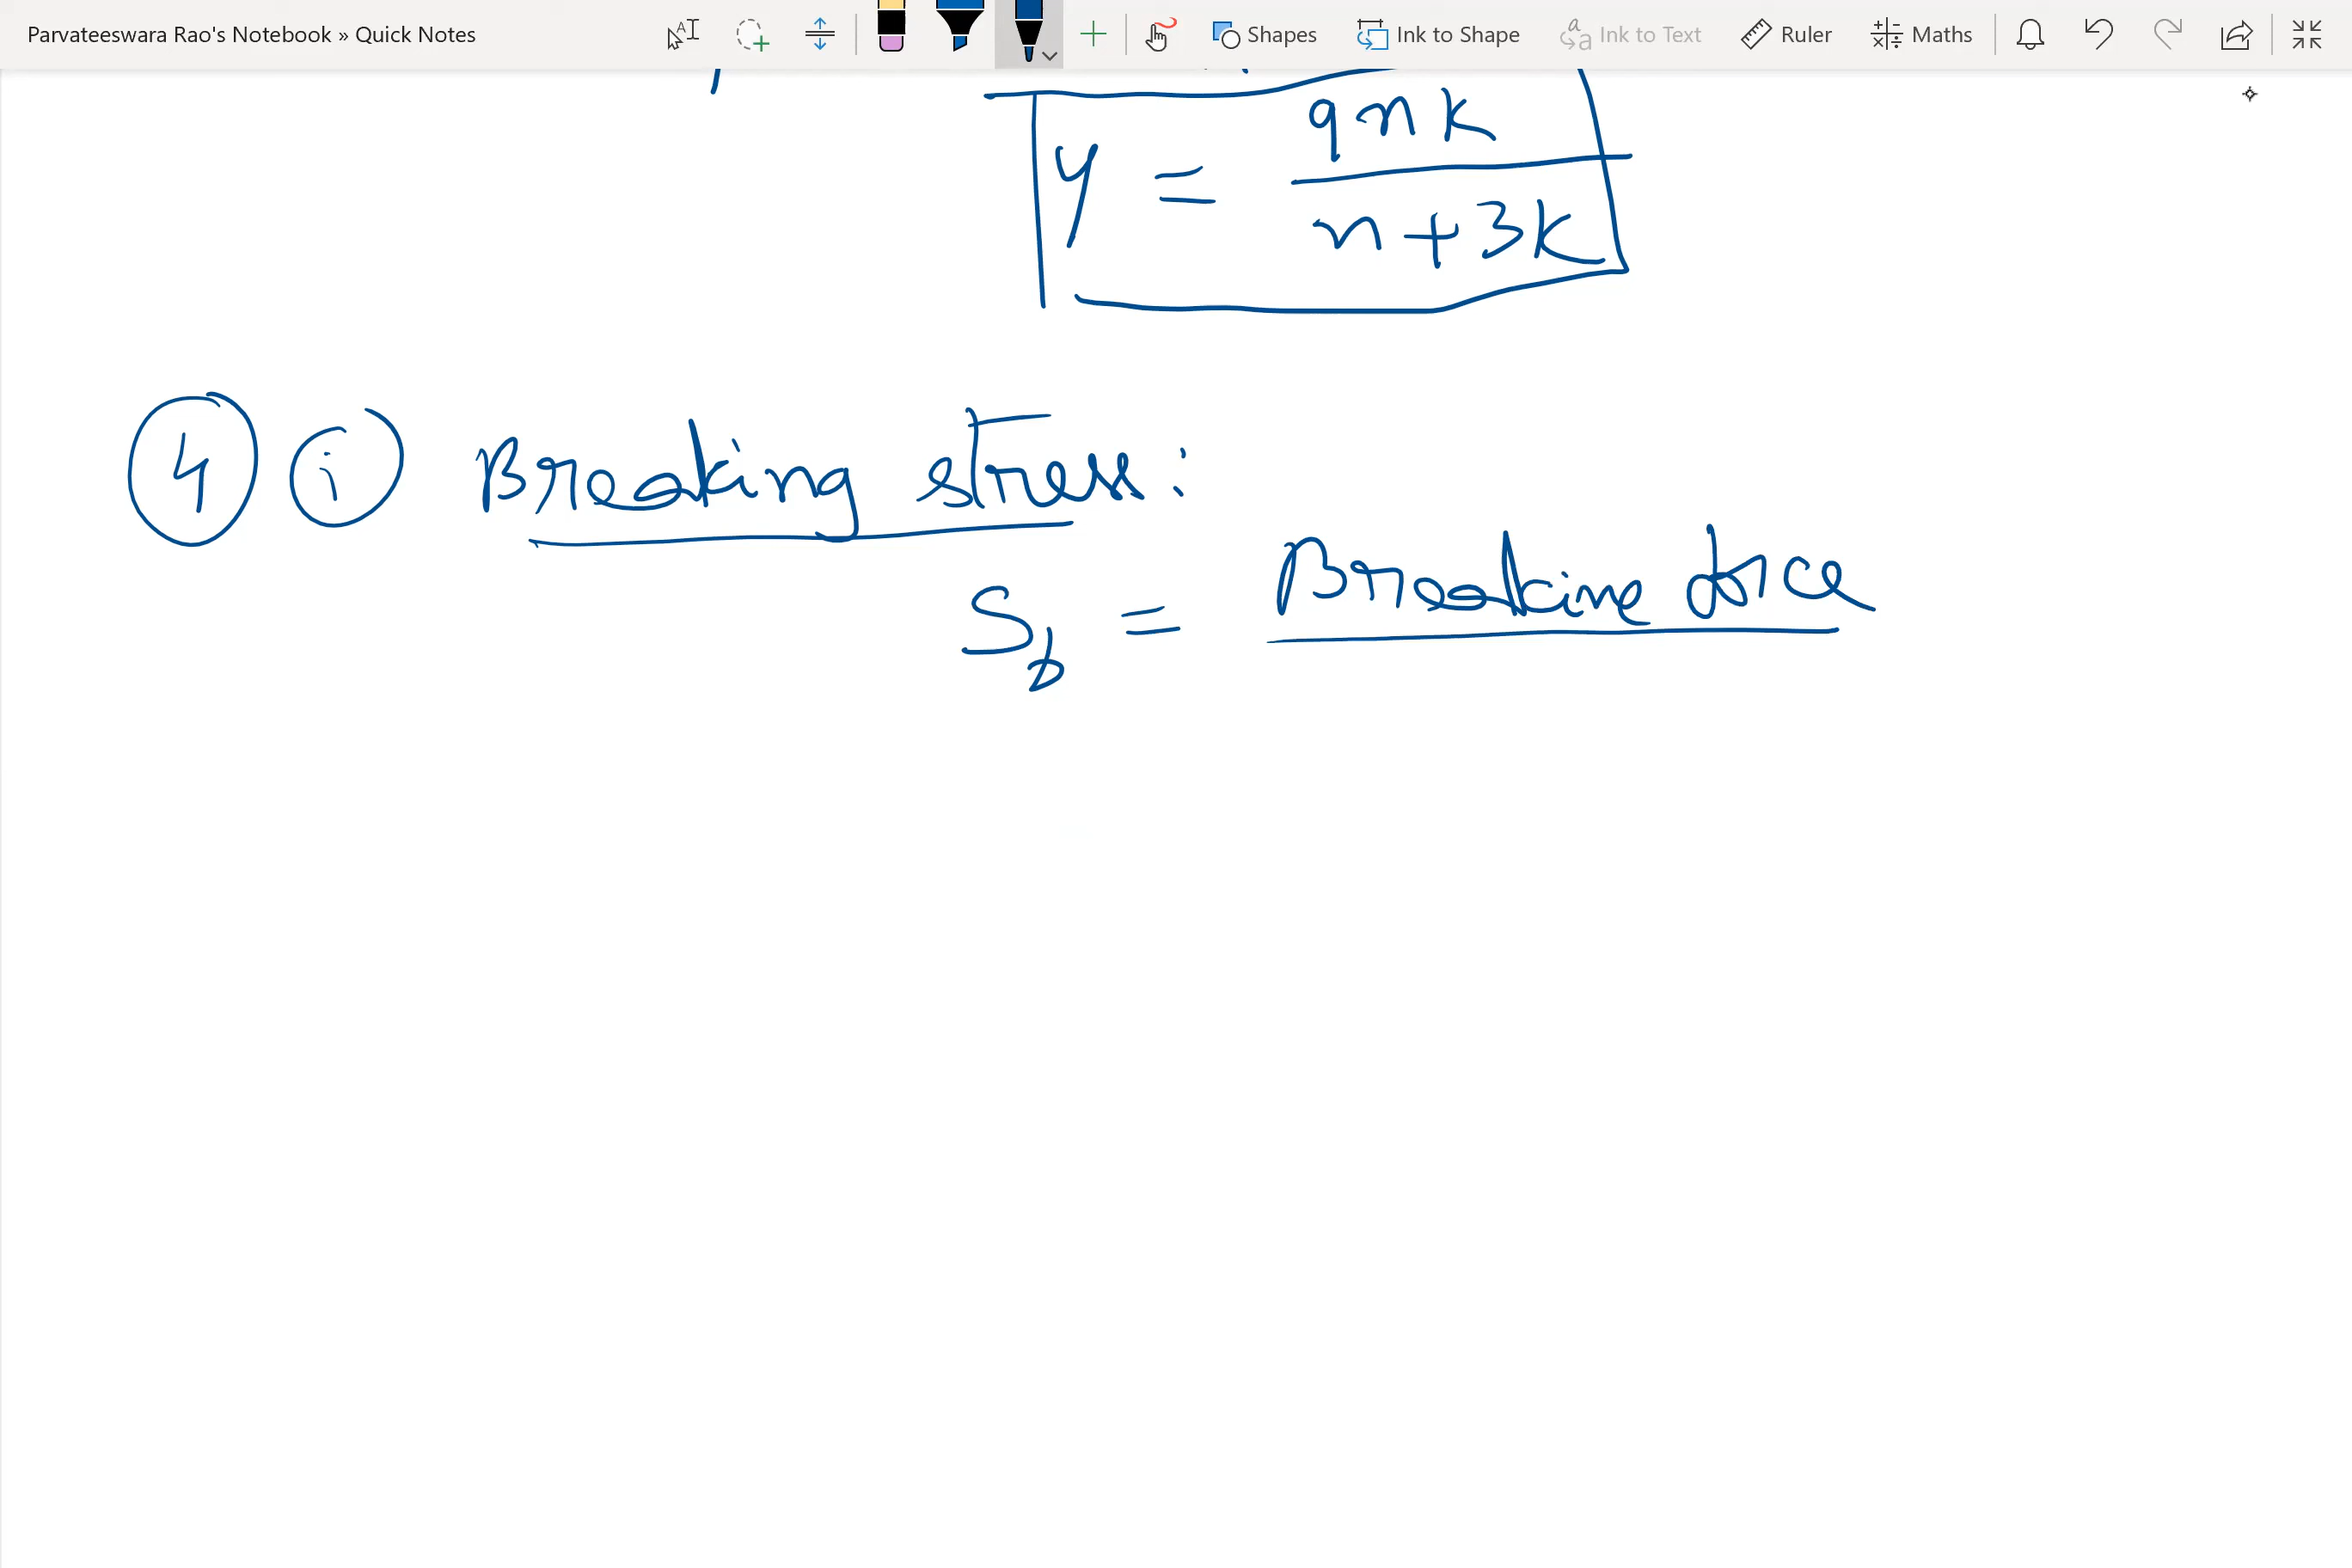 Parvateeswara Rao's Notebook » Quick Notes
Shapes Ink to Shape Ink to Text Ruler Maths
y = 9nk / n+3k
4 i Breaking stress:
S_b = Breaking force